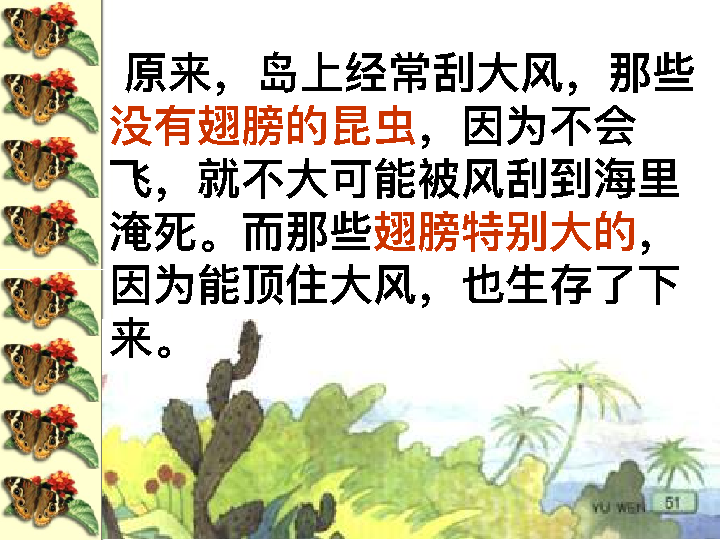 原来，岛上经常刮大风，那些
没有翅膀的昆虫，因为不会
飞，就不大可能被风刮到海里
淹死。而那些翅膀特别大的，
因为能顶住大风，也生存了下
来。
YU WEN 51